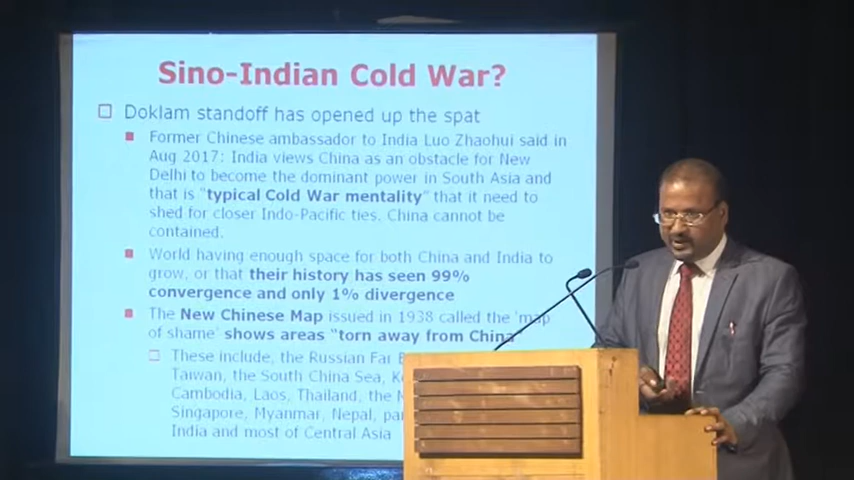 Sino-Indian Cold War?
Doklam standoff has opened up the spat
Former Chinese ambassador to India Luo Zhaohui said in
Aug 2017: India views China as an obstacle for New
Delhi to become the dominant power in South Asia and
that is "typical Cold War mentality" that it need to
shed for closer Indo-Pacific ties. China cannot be
contained.
World having enough space for both China and India to
grow, or that their history has seen 99%
convergence and only 1% divergence
The New Chinese Map issued in 1938 called the 'map
of shame' shows areas "torn away from China"
These include, the Russian Far
Taiwan, the South China Sea,
Cambodia, Laos, Thailand, the
Singapore, Myanmar, Nepal,
India and most of Central Asia